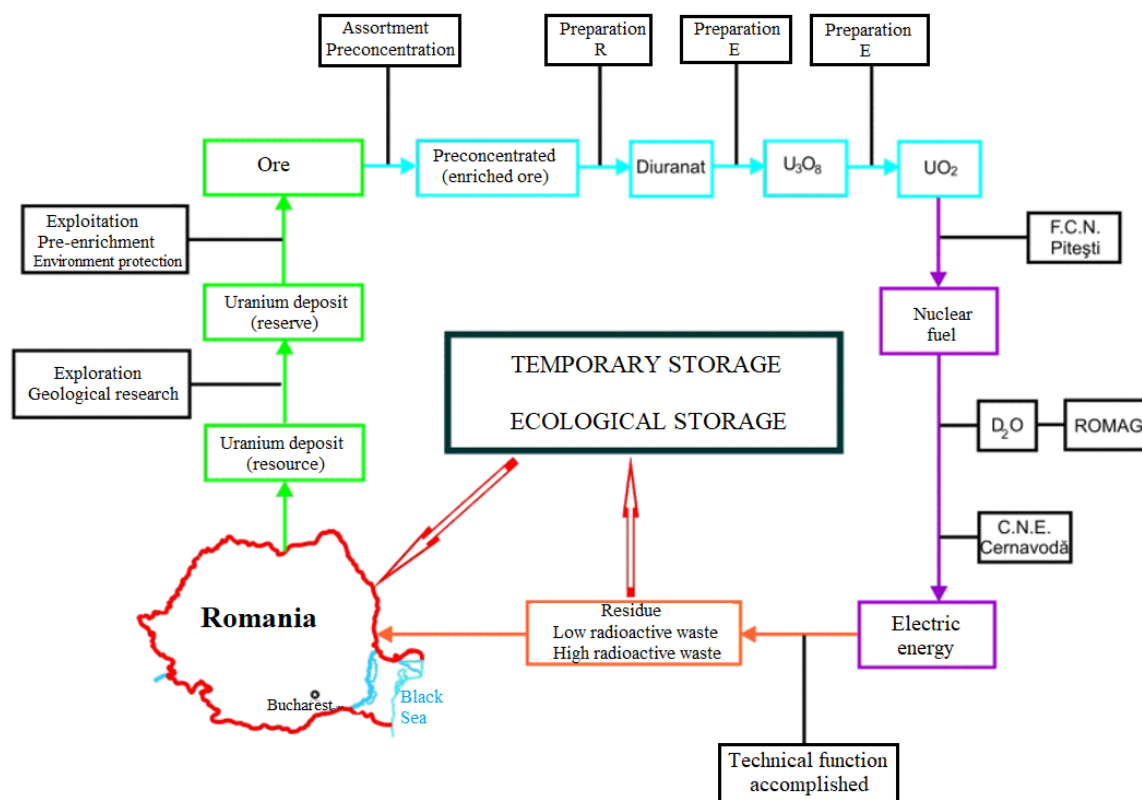 Assortment
Preconcentration
Preparation
R
Preparation
E
Preparation
E
Ore
Preconcentrated
(enriched ore)
Diuranat
U₃O₈
UO₂
Exploitation
Pre-enrichment
Environment protection
F.C.N.
Piteşti
Uranium deposit
(reserve)
Nuclear
fuel
Exploration
Geological research
TEMPORARY STORAGE
ECOLOGICAL STORAGE
Uranium deposit
(resource)
D₂O
ROMAG
C.N.E.
Cernavodă
Romania
Bucharest
Black
Sea
Residue
Low radioactive waste
High radioactive waste
Electric
energy
Technical function
accomplished